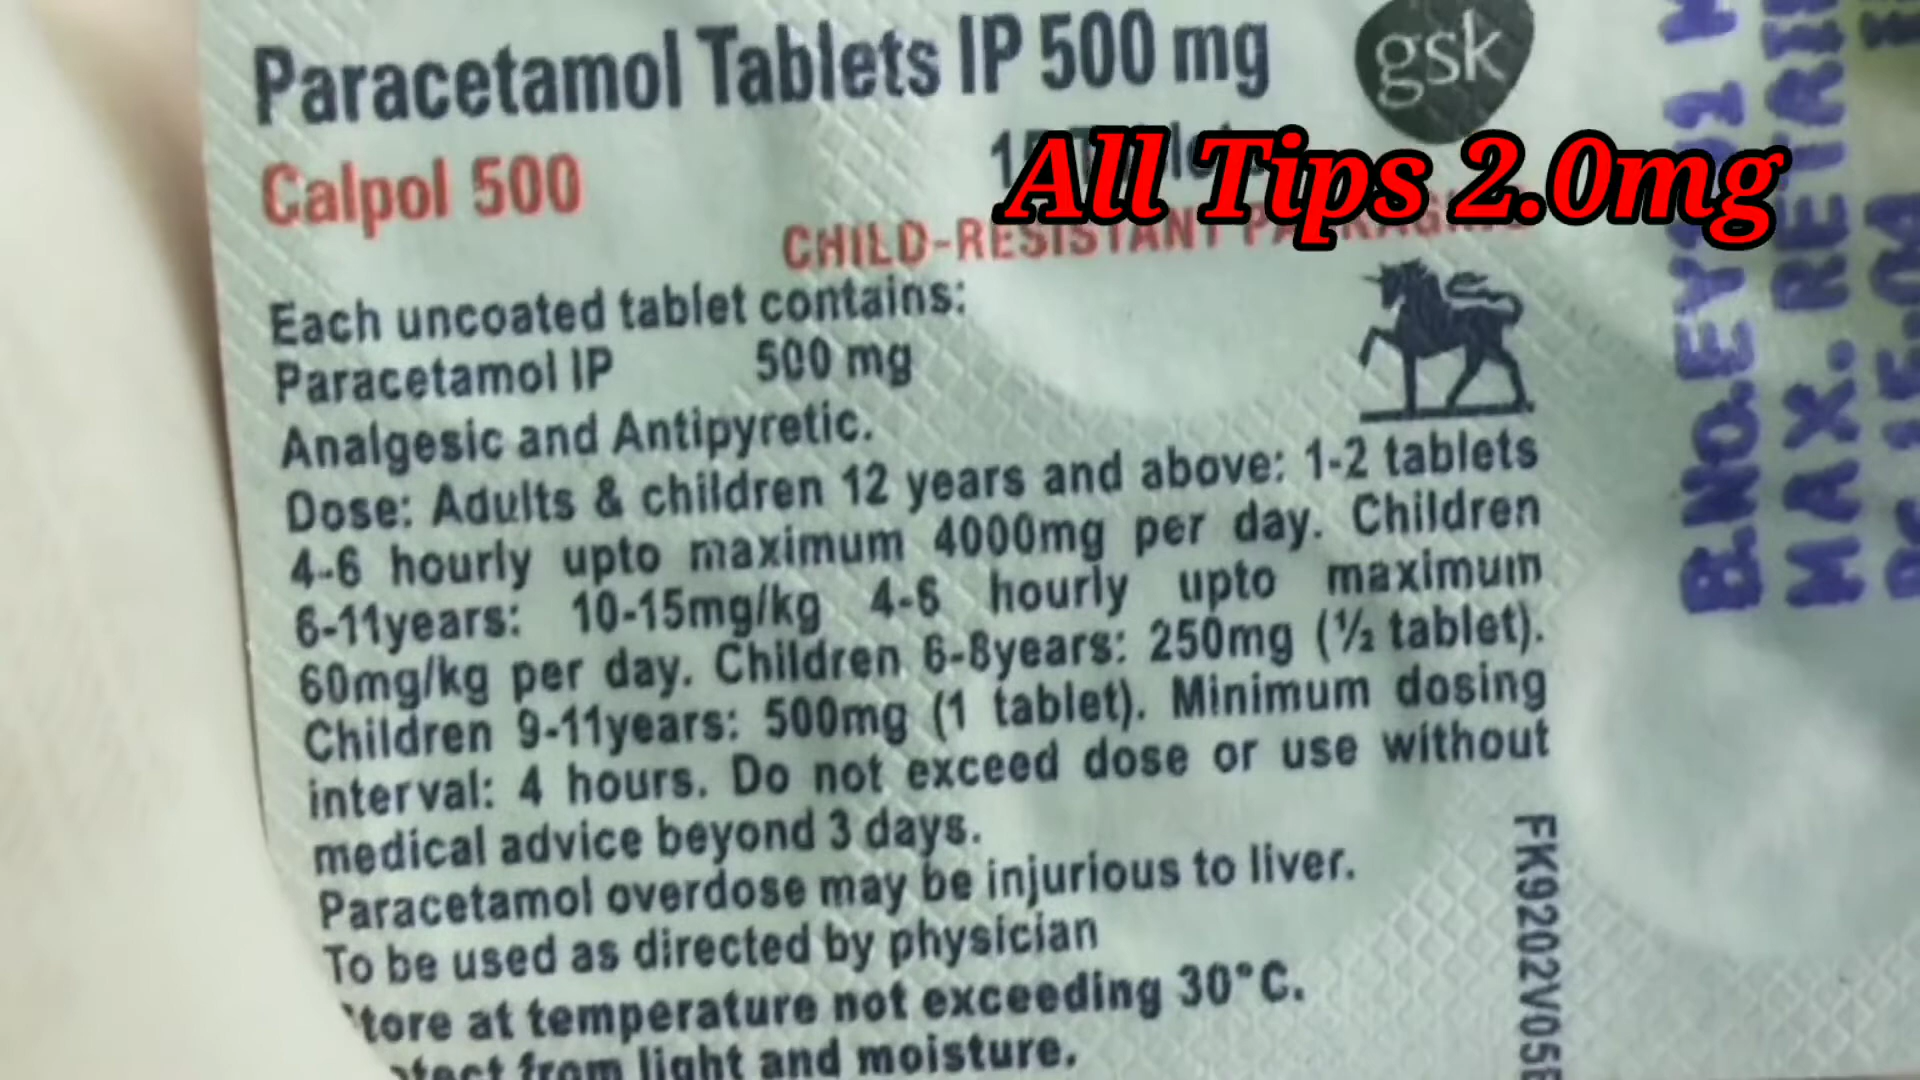 Paracetamol Tablets IP 500 mg
gsk
Calpol 500
All Tips 2.0mg
CHILD-RESISTANT
Each uncoated tablet contains:
Paracetamol IP 500 mg
Analgesic and Antipyretic.
Dose: Adults & children 12 years and above: 1-2 tablets
4-6 hourly upto maximum 4000mg per day. Children
6-11years: 10-15mg/kg 4-6 hourly upto maximum
60mg/kg per day. Children 6-8years: 250mg (½ tablet).
Children 9-11years: 500mg (1 tablet). Minimum dosing
interval: 4 hours. Do not exceed dose or use without
medical advice beyond 3 days.
Paracetamol overdose may be injurious to liver.
To be used as directed by physician
tore at temperature not exceeding 30°C.
from light and moisture.
B.No.
MAX. RETAIL